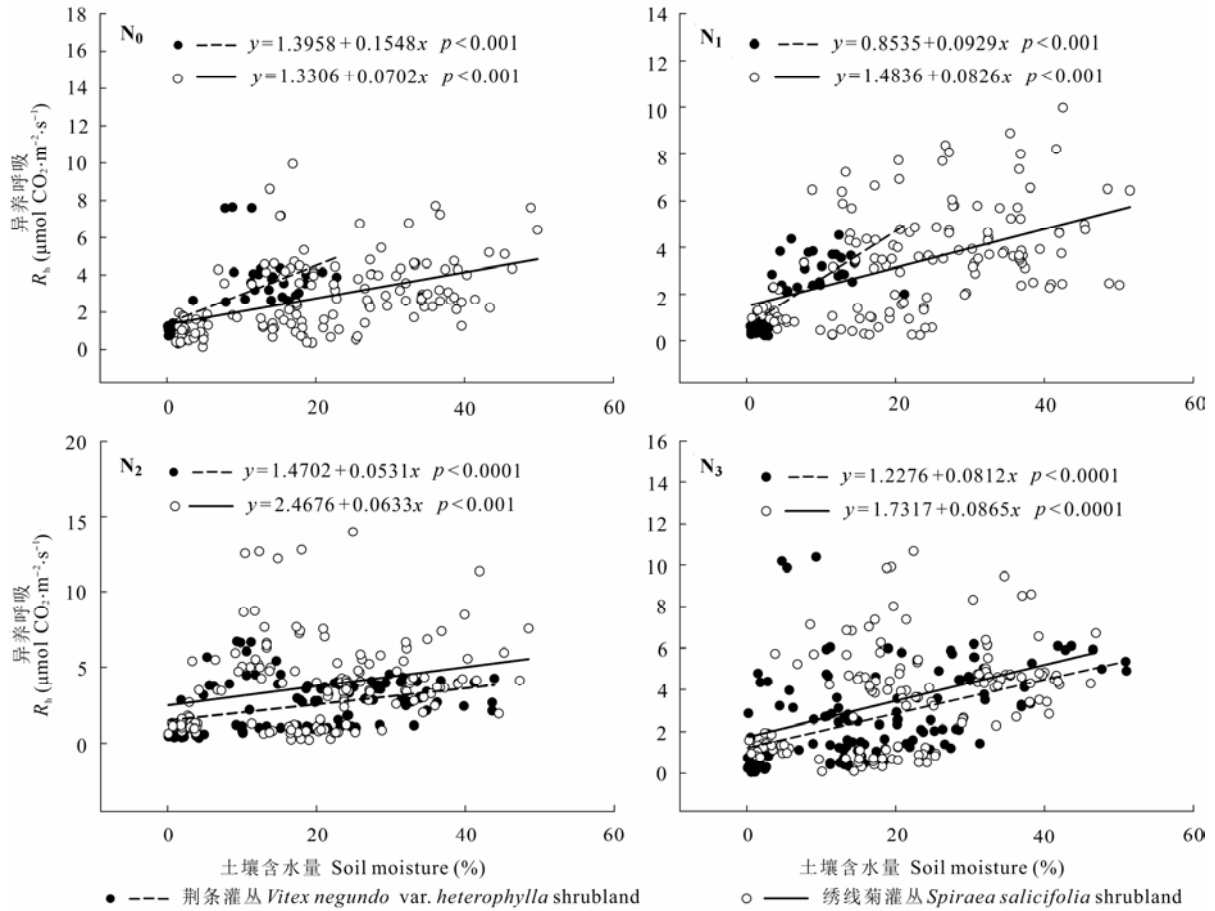 18
16
14
12
10
8
6
4
2
0
N₀
y=1.3958+0.1548x p<0.001
y=1.3306+0.0702x p<0.001
异养呼吸
Rₕ (μmol CO₂·m⁻²·s⁻¹)
0 20 40 60
14
12
10
8
6
4
2
0
N₁
y=0.8535+0.0929x p<0.001
y=1.4836+0.0826x p<0.001
0 20 40 60
20
15
10
5
0
N₂
y=1.4702+0.0531x p<0.0001
y=2.4676+0.0633x p<0.001
异养呼吸
Rₕ (μmol CO₂·m⁻²·s⁻¹)
0 20 40 60
土壤含水量 Soil moisture (%)
16
14
12
10
8
6
4
2
0
N₃
y=1.2276+0.0812x p<0.0001
y=1.7317+0.0865x p<0.0001
0 20 40 60
土壤含水量 Soil moisture (%)
荆条灌丛 Vitex negundo var. heterophylla shrubland
绣线菊灌丛 Spiraea salicifolia shrubland